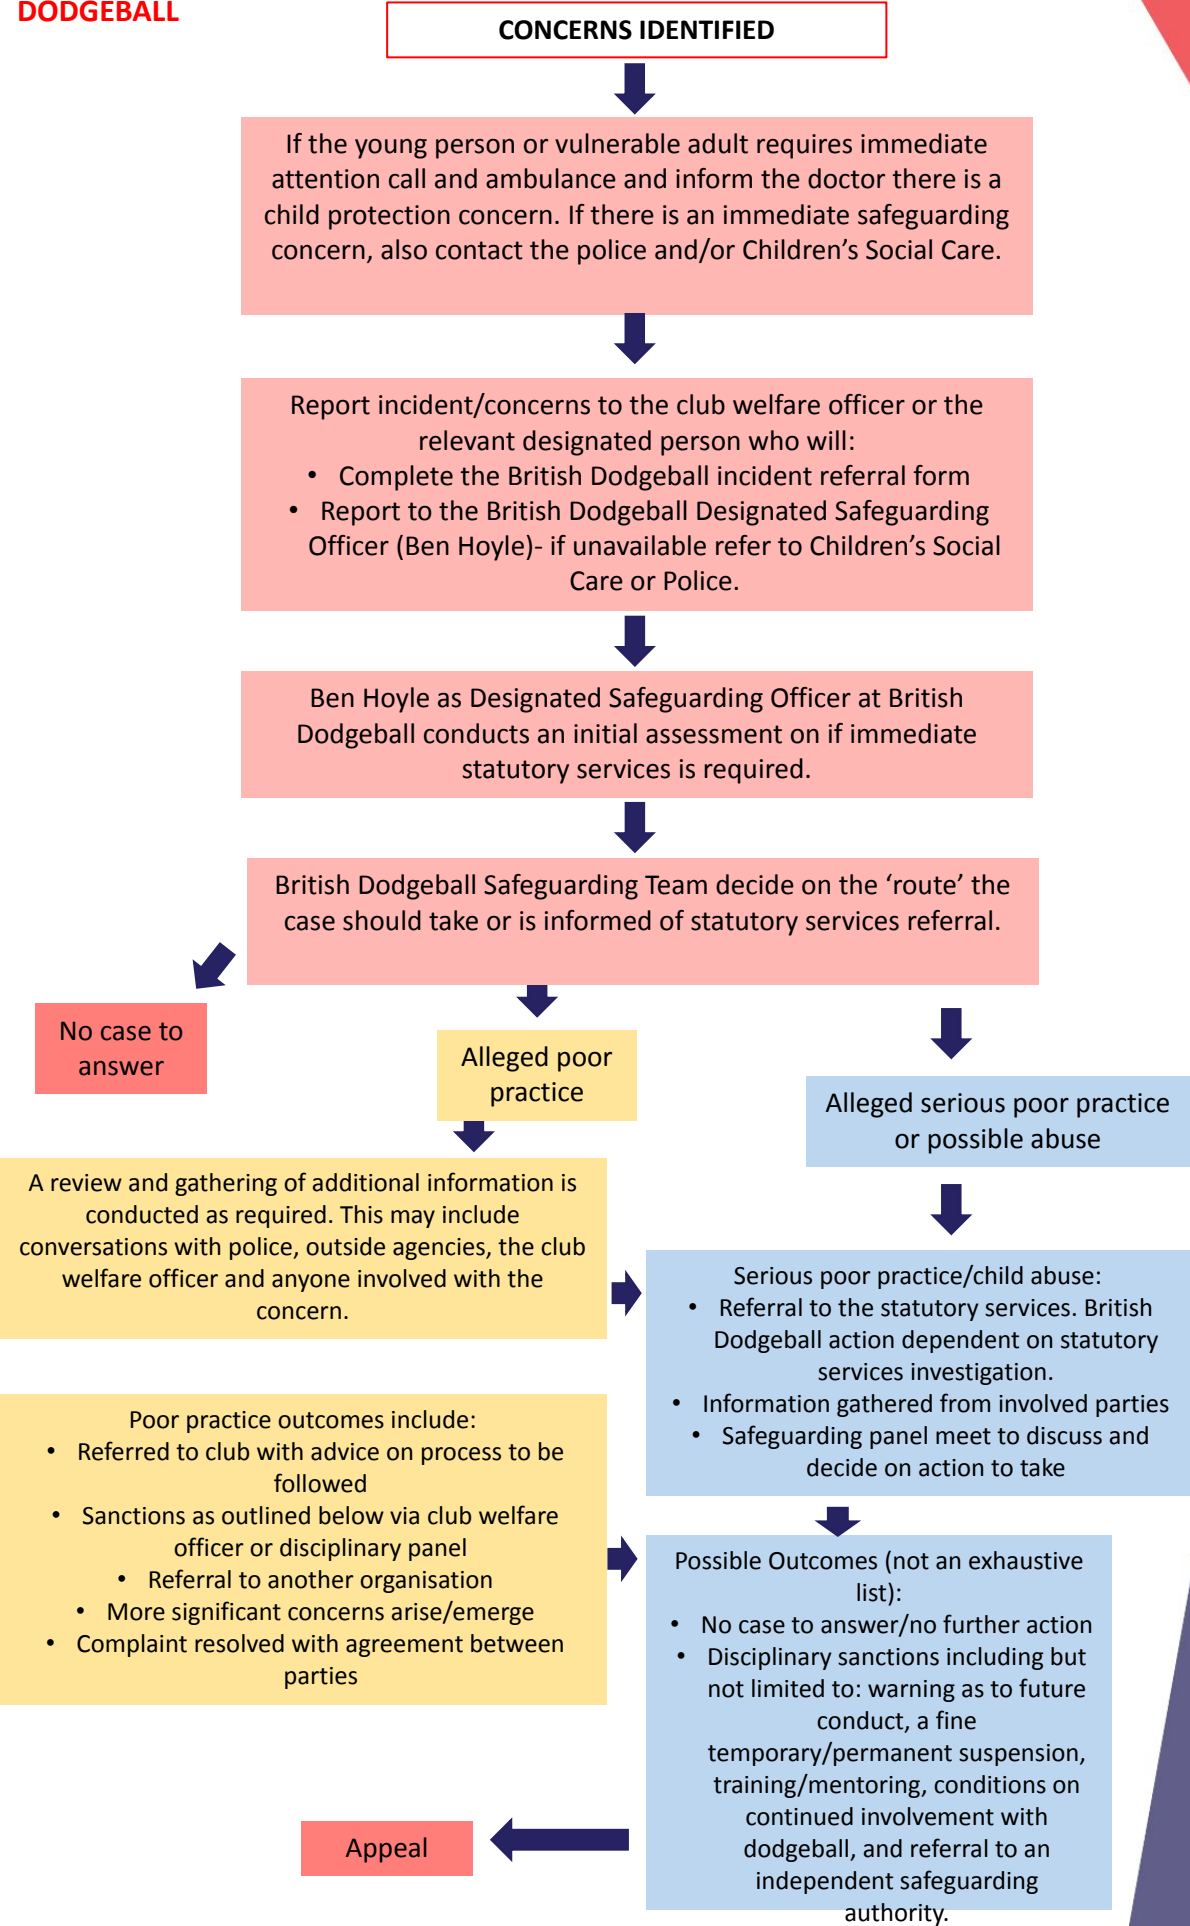 DODGEBALL
CONCERNS IDENTIFIED
If the young person or vulnerable adult requires immediate
attention call and ambulance and inform the doctor there is a
child protection concern. If there is an immediate safeguarding
concern, also contact the police and/or Children’s Social Care.
Report incident/concerns to the club welfare officer or the
relevant designated person who will:
• Complete the British Dodgeball incident referral form
• Report to the British Dodgeball Designated Safeguarding
Officer (Ben Hoyle)- if unavailable refer to Children’s Social
Care or Police.
Ben Hoyle as Designated Safeguarding Officer at British
Dodgeball conducts an initial assessment on if immediate
statutory services is required.
British Dodgeball Safeguarding Team decide on the ‘route’ the
case should take or is informed of statutory services referral.
No case to
answer
Alleged poor
practice
Alleged serious poor practice
or possible abuse
A review and gathering of additional information is
conducted as required. This may include
conversations with police, outside agencies, the club
welfare officer and anyone involved with the
concern.
Serious poor practice/child abuse:
• Referral to the statutory services. British
Dodgeball action dependent on statutory
services investigation.
• Information gathered from involved parties
• Safeguarding panel meet to discuss and
decide on action to take
Poor practice outcomes include:
• Referred to club with advice on process to be
followed
• Sanctions as outlined below via club welfare
officer or disciplinary panel
• Referral to another organisation
• More significant concerns arise/emerge
• Complaint resolved with agreement between
parties
Possible Outcomes (not an exhaustive
list):
• No case to answer/no further action
• Disciplinary sanctions including but
not limited to: warning as to future
conduct, a fine
temporary/permanent suspension,
training/mentoring, conditions on
continued involvement with
dodgeball, and referral to an
independent safeguarding
authority.
Appeal